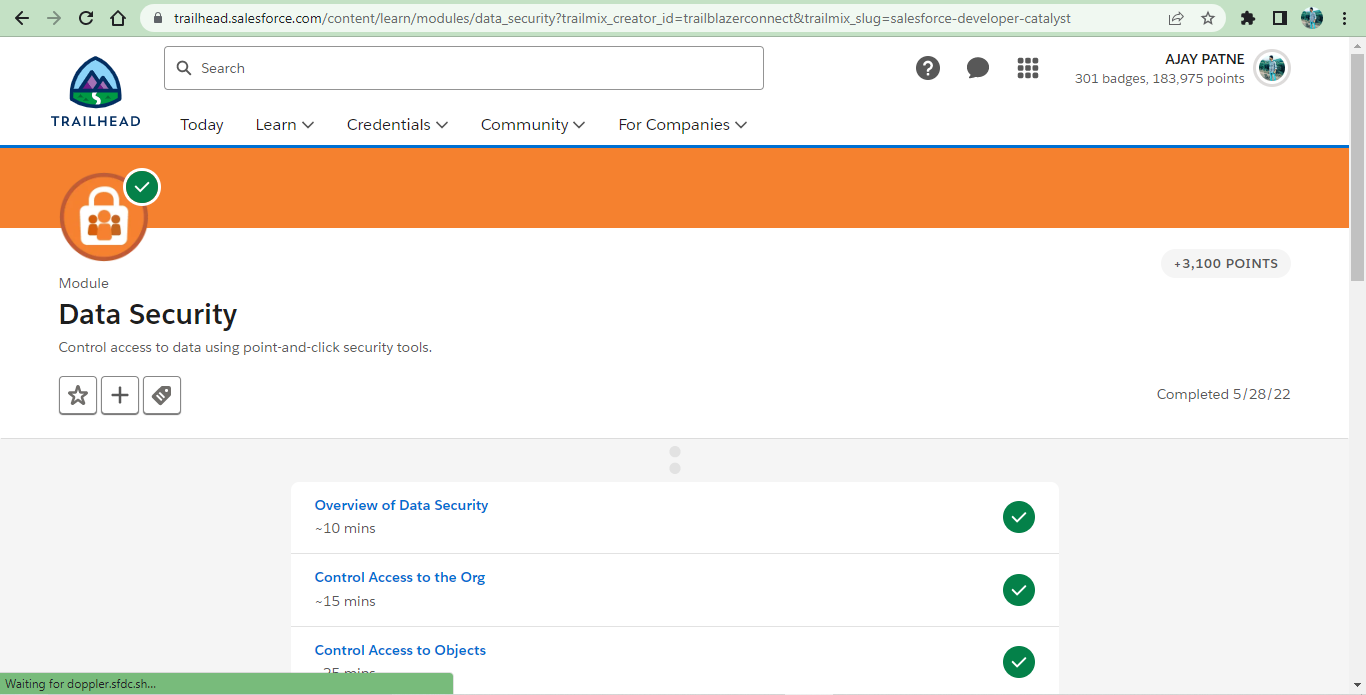 trailhead.salesforce.com/content/learn/modules/data_security?trailmix_creator_id=trailblazerconnect&trailmix_slug=salesforce-developer-catalyst
TRAILHEAD
Search
AJAY PATNE
301 badges, 183,975 points
Today Learn Credentials Community For Companies
+3,100 POINTS
Module
Data Security
Control access to data using point-and-click security tools.
Completed 5/28/22
Overview of Data Security
~10 mins
Control Access to the Org
~15 mins
Control Access to Objects
~25 mins
Waiting for doppler.sfdc.sh...